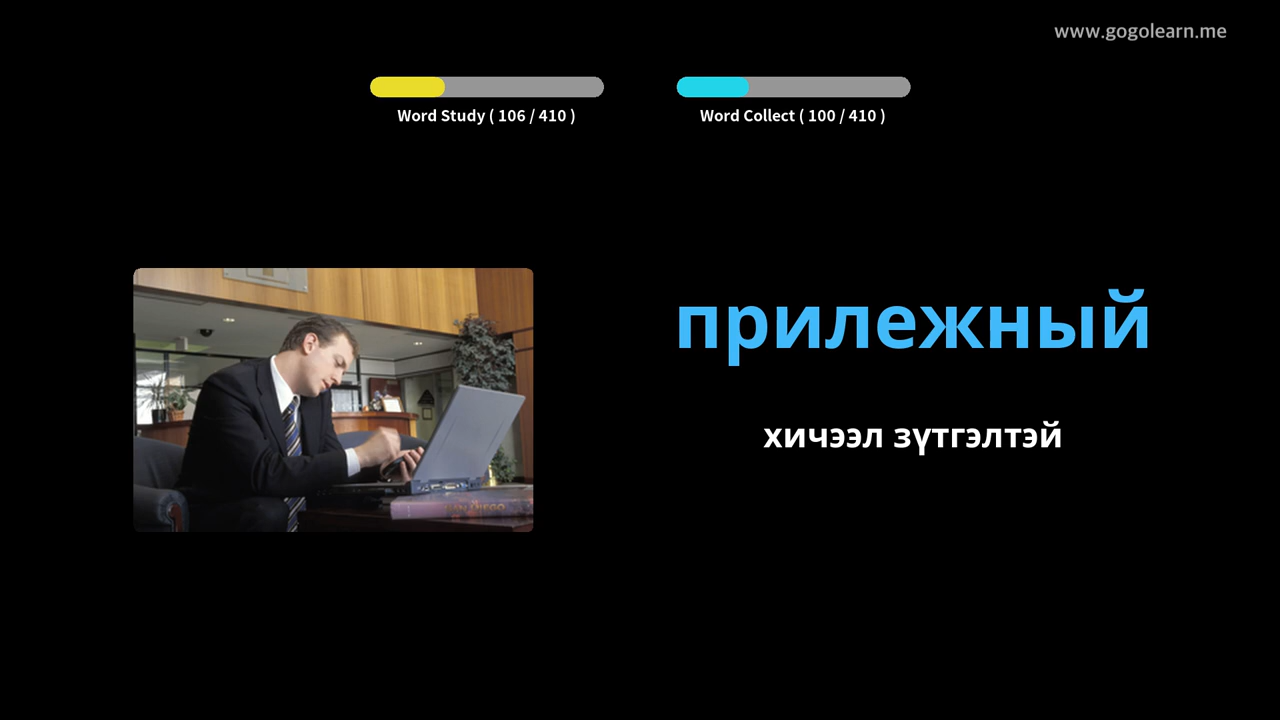 www.gogolearn.me
Word Study ( 106 / 410 )
Word Collect ( 100 / 410 )
прилежный
хичээл зүтгэлтэй